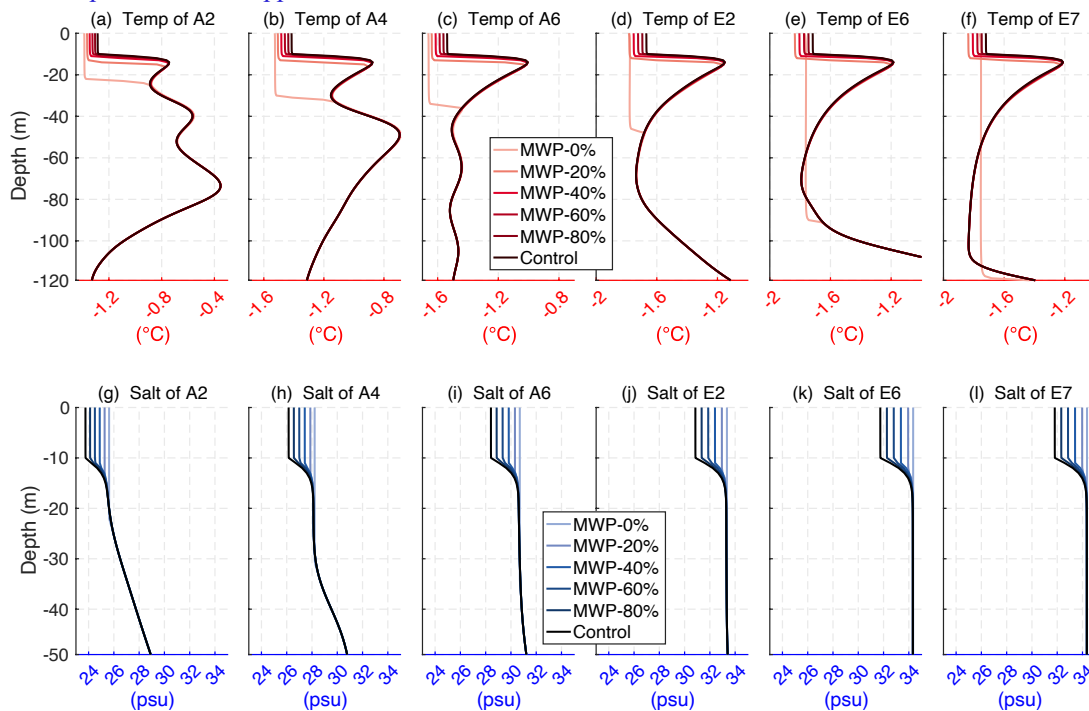 (a) Temp of A2
(b) Temp of A4
(c) Temp of A6
(d) Temp of E2
(e) Temp of E6
(f) Temp of E7
0
-20
-40
-60
-80
-100
-120
Depth (m)
MWP-0%
MWP-20%
MWP-40%
MWP-60%
MWP-80%
Control
-1.2 -0.8 -0.4
-1.6 -1.2 -0.8
-1.6 -1.2 -0.8
-2 -1.6 -1.2
-2 -1.6 -1.2
-2 -1.6 -1.2
(°C) (°C) (°C) (°C) (°C) (°C)
(g) Salt of A2
(h) Salt of A4
(i) Salt of A6
(j) Salt of E2
(k) Salt of E6
(l) Salt of E7
0
-10
-20
-30
-40
-50
Depth (m)
MWP-0%
MWP-20%
MWP-40%
MWP-60%
MWP-80%
Control
24 26 28 30 32 34
24 26 28 30 32 34
24 26 28 30 32 34
24 26 28 30 32 34
24 26 28 30 32 34
24 26 28 30 32 34
(psu) (psu) (psu) (psu) (psu) (psu)